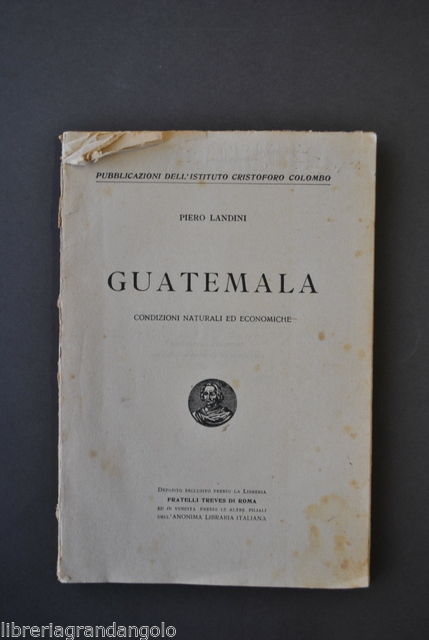 PUBBLICAZIONI DELL'ISTITUTO CRISTOFORO COLOMBO
PIERO LANDINI
GUATEMALA
CONDIZIONI NATURALI ED ECONOMICHE
DEPOSITO ESCLUSIVO PRESSO LA LIBRERIA
FRATELLI TREVES DI ROMA
ED IN VENDITA PRESSO LE ALTRE FILIALI
DELL'ANONIMA LIBRARIA ITALIANA
libreriagrandangolo